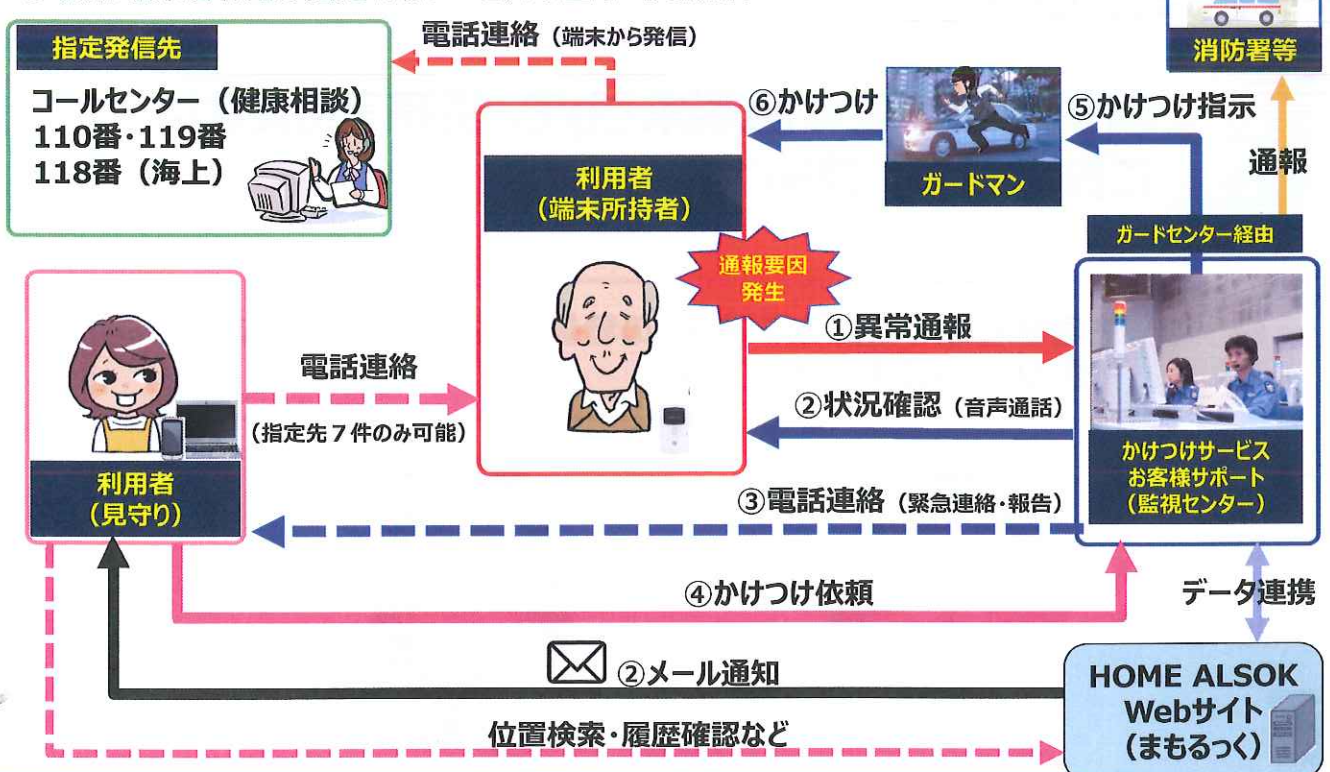 指定発信先
コールセンター（健康相談）
110番・119番
118番（海上）
電話連絡（端末から発信）
利用者
（端末所持者）
通報要因
発生
⑥かけつけ
ガードマン
⑤かけつけ指示
消防署等
通報
ガードセンター経由
かけつけサービス
お客様サポート
（監視センター）
①異常通報
②状況確認（音声通話）
③電話連絡（緊急連絡・報告）
利用者
（見守り）
電話連絡
（指定先７件のみ可能）
④かけつけ依頼
データ連携
②メール通知
HOME ALSOK
Webサイト
（まもるっく）
位置検索・履歴確認など